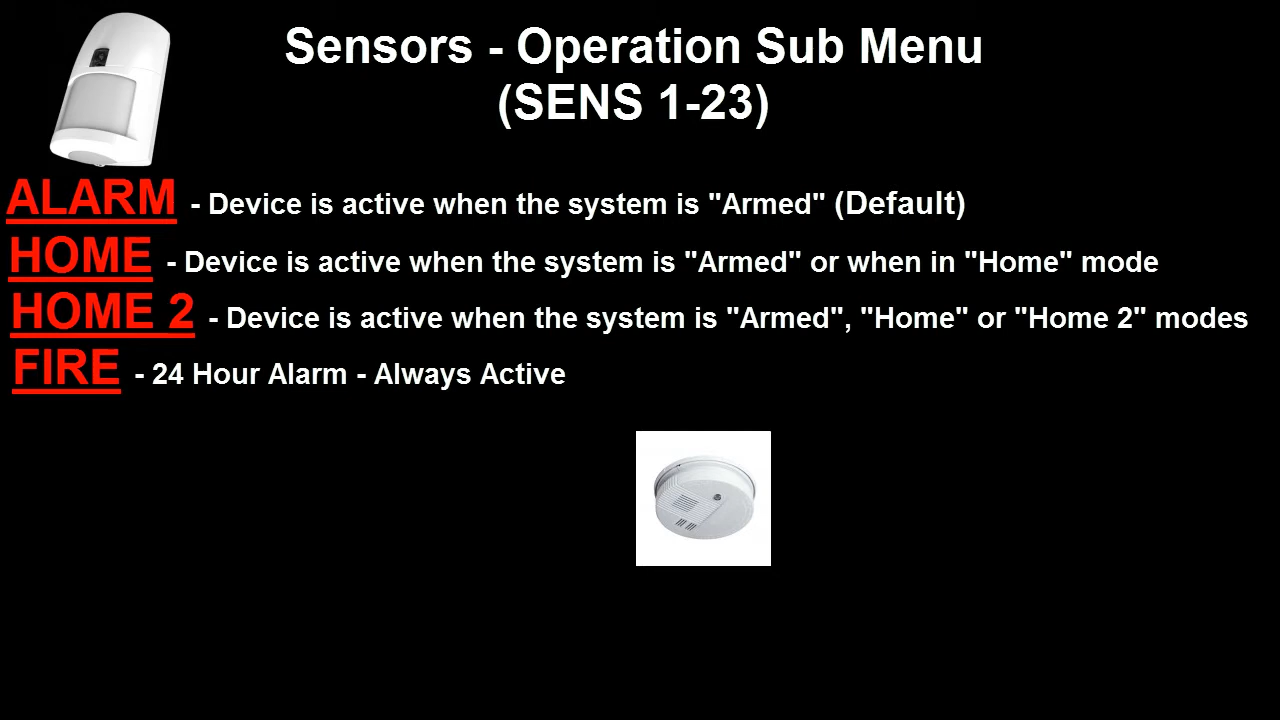 Sensors - Operation Sub Menu
(SENS 1-23)
ALARM - Device is active when the system is "Armed" (Default)
HOME - Device is active when the system is "Armed" or when in "Home" mode
HOME 2 - Device is active when the system is "Armed", "Home" or "Home 2" modes
FIRE - 24 Hour Alarm - Always Active